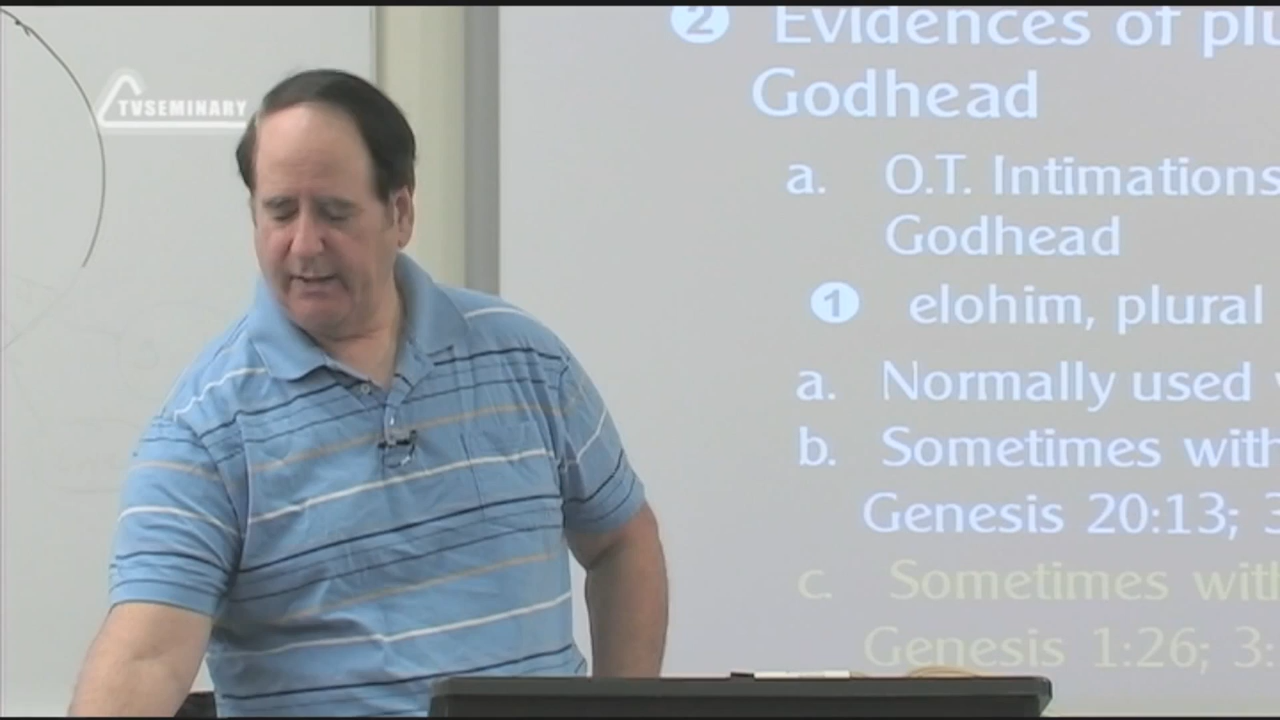 2 Evidences of plu
Godhead
TVSEMINARY
a. O.T. Intimations
Godhead
1 elohim, plural
a. Normally used
b. Sometimes with
Genesis 20:13; 3
c. Sometimes wit
Genesis 1:26; 3: